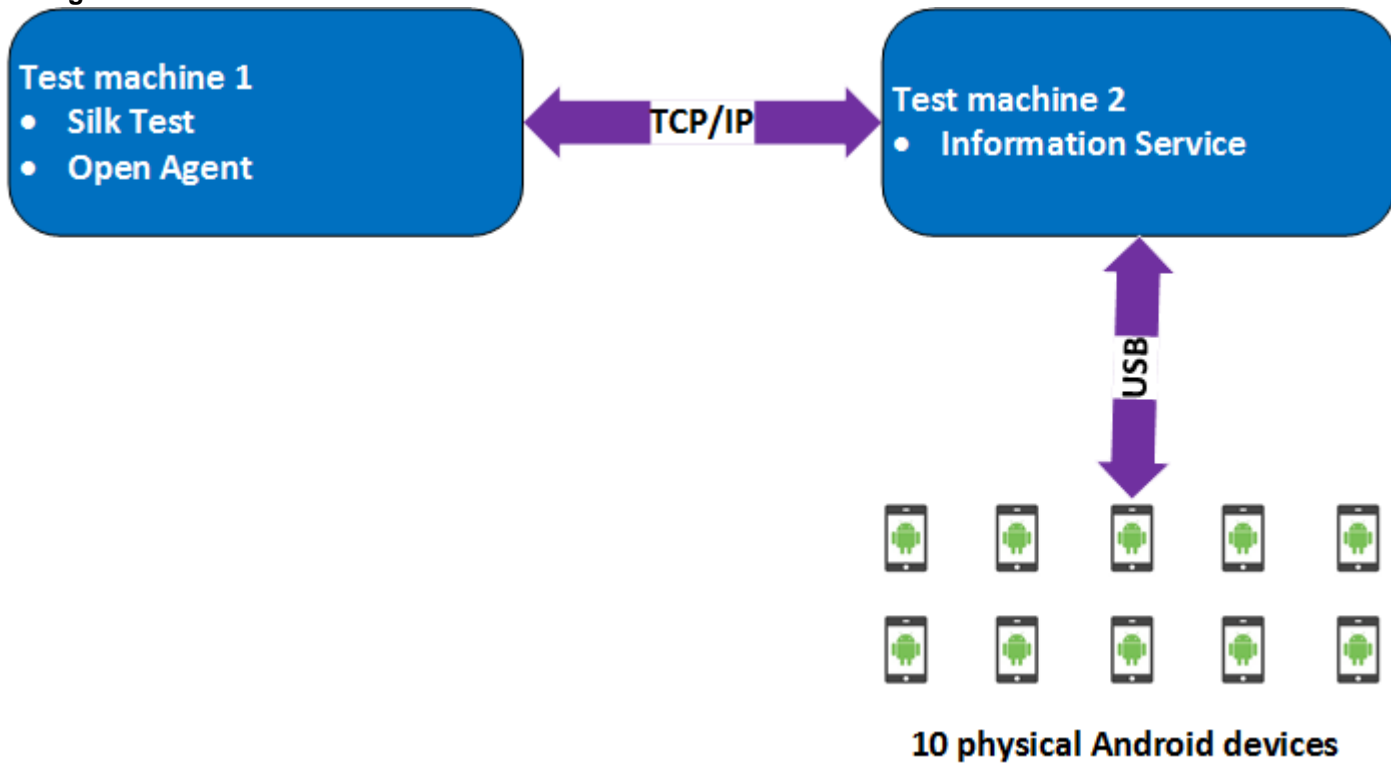 Test machine 1
• Silk Test
• Open Agent
TCP/IP
Test machine 2
• Information Service
USB
10 physical Android devices